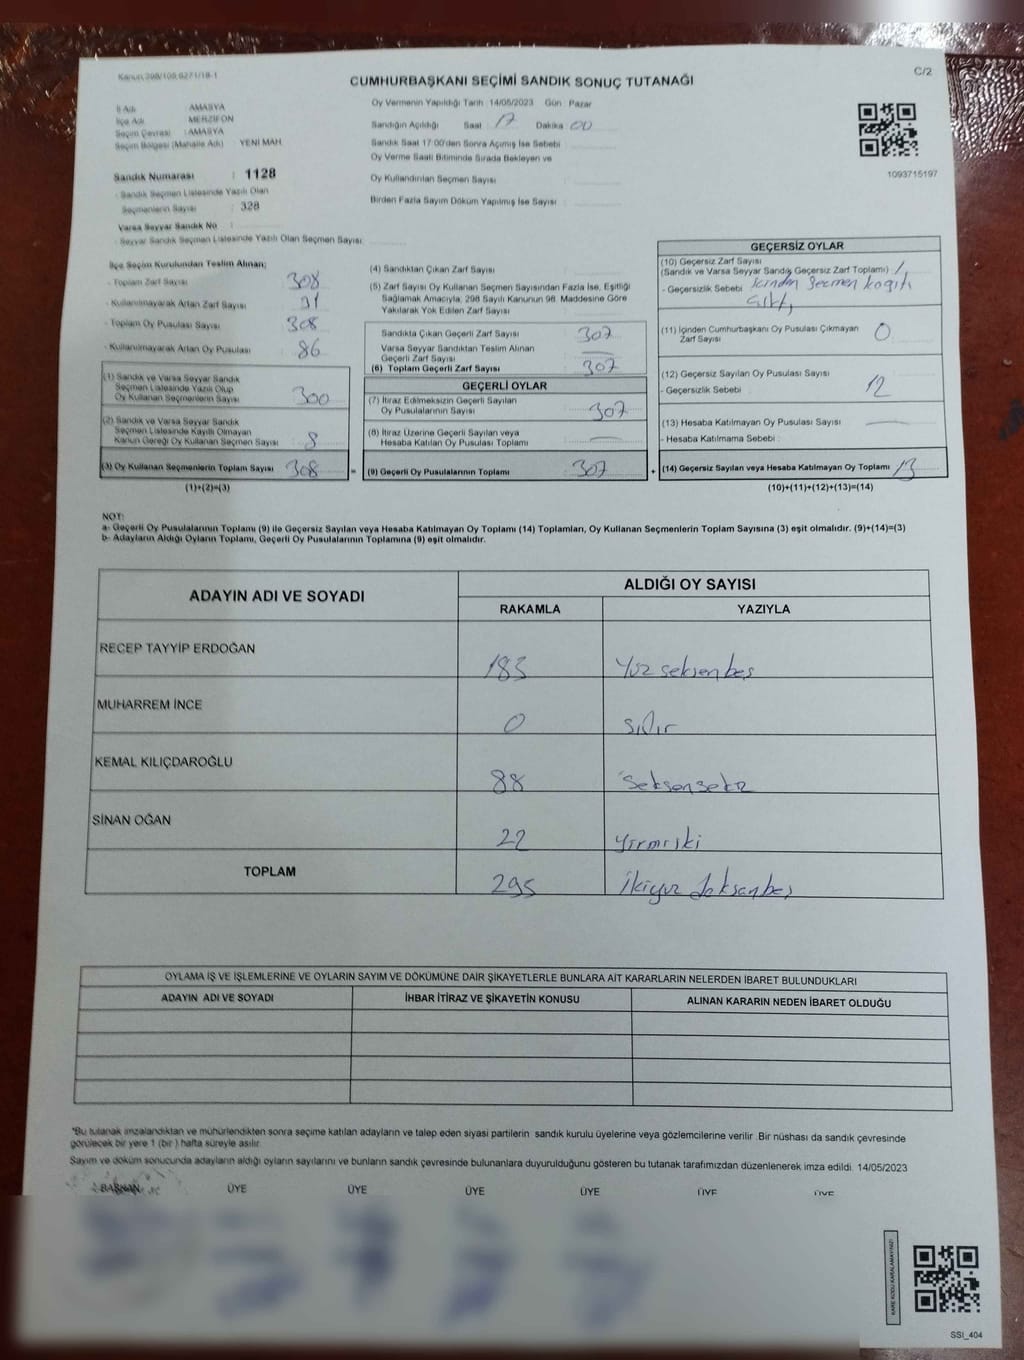 Kanun 298/105,6271/18-1
C/2
CUMHURBAŞKANI SEÇİMİ SANDIK SONUÇ TUTANAĞI
İl Adı : AMASYA
İlçe Adı : MERZİFON
Seçim Çevresi : AMASYA
Seçim Bölgesi (Mahalle Adı) YENİ MAH.
Sandık Numarası : 1128
- Sandık Seçmen Listesinde Yazılı Olan
Seçmenlerin Sayısı : 328
Varsa Seyyar Sandık No :
- Seyyar Sandık Seçmen Listesinde Yazılı Olan Seçmen Sayısı:
Oy Vermenin Yapıldığı Tarih : 14/05/2023 Gün : Pazar
Sandığın Açıldığı Saat : 17 Dakika : 00
Sandık Saat 17:00'den Sonra Açılmış İse Sebebi :
Oy Verme Saati Bitiminde Sırada Bekleyen ve
Oy Kullandırılan Seçmen Sayısı :
Birden Fazla Sayım Döküm Yapılmış İse Sayısı :
1093715197
İlçe Seçim Kurulundan Teslim Alınan;
- Toplam Zarf Sayısı 308
- Kullanılmayarak Artan Zarf Sayısı
- Toplam Oy Pusulası Sayısı 308
- Kullanılmayarak Artan Oy Pusulası 86
(1) Sandık ve Varsa Seyyar Sandık
Seçmen Listesinde Yazılı Olup
Oy Kullanan Seçmenlerin Sayısı 300
(2) Sandık ve Varsa Seyyar Sandık
Seçmen Listesinde Kayıtlı Olmayan
Kanun Gereği Oy Kullanan Seçmen Sayısı 8
(3) Oy Kullanan Seçmenlerin Toplam Sayısı 308
(1)+(2)=(3)
(4) Sandıktan Çıkan Zarf Sayısı :
(5) Zarf Sayısı Oy Kullanan Seçmen Sayısından Fazla İse, Eşitliği
Sağlamak Amacıyla, 298 Sayılı Kanunun 98. Maddesine Göre
Yakılarak Yok Edilen Zarf Sayısı :
Sandıkta Çıkan Geçerli Zarf Sayısı : 307
Varsa Seyyar Sandıktan Teslim Alınan
Geçerli Zarf Sayısı :
(6) Toplam Geçerli Zarf Sayısı : 307
GEÇERLİ OYLAR
(7) İtiraz Edilmeksizin Geçerli Sayılan
Oy Pusulalarının Sayısı : 307
(8) İtiraz Üzerine Geçerli Sayılan veya
Hesaba Katılan Oy Pusulası Toplamı :
= (9) Geçerli Oy Pusulalarının Toplamı : 307
GEÇERSİZ OYLAR
(10) Geçersiz Zarf Sayısı
(Sandık ve Varsa Seyyar Sandık Geçersiz Zarf Toplamı) : 1
- Geçersizlik Sebebi : İçinden Seçmen kağıtı
çıktı
(11) İçinden Cumhurbaşkanı Oy Pusulası Çıkmayan
Zarf Sayısı : 0
(12) Geçersiz Sayılan Oy Pusulası Sayısı :
- Geçersizlik Sebebi : 12
(13) Hesaba Katılmayan Oy Pusulası Sayısı :
- Hesaba Katılmama Sebebi :
+ (14) Geçersiz Sayılan veya Hesaba Katılmayan Oy Toplamı : 13
(10)+(11)+(12)+(13)=(14)
NOT:
a- Geçerli Oy Pusulalarının Toplamı (9) ile Geçersiz Sayılan veya Hesaba Katılmayan Oy Toplamı (14) Toplamları, Oy Kullanan Seçmenlerin Toplam Sayısına (3) eşit olmalıdır. (9)+(14)=(3)
b- Adayların Aldığı Oyların Toplamı, Geçerli Oy Pusulalarının Toplamına (9) eşit olmalıdır.
ADAYIN ADI VE SOYADI
ALDIĞI OY SAYISI
RAKAMLA YAZIYLA
RECEP TAYYİP ERDOĞAN 185 Yüz seksen beş
MUHARREM İNCE 0 sıfır
KEMAL KILIÇDAROĞLU 88 Seksensekiz
SİNAN OĞAN 22 yirmiiki
TOPLAM 295 İkiyüz doksanbeş
OYLAMA İŞ VE İŞLEMLERİNE VE OYLARIN SAYIM VE DÖKÜMÜNE DAİR ŞİKAYETLERLE BUNLARA AİT KARARLARIN NELERDEN İBARET BULUNDUKLARI
ADAYIN ADI VE SOYADI İHBAR İTİRAZ VE ŞİKAYETİN KONUSU ALINAN KARARIN NEDEN İBARET OLDUĞU
*Bu tutanak imzalandıktan ve mühürlendikten sonra seçime katılan adayların ve talep eden siyasi partilerin sandık kurulu üyelerine veya gözlemcilerine verilir. Bir nüshası da sandık çevresinde
görülecek bir yere 1 (bir ) hafta süreyle asılır.
Sayım ve döküm sonucunda adayların aldığı oyların sayılarını ve bunların sandık çevresinde bulunanlara duyurulduğunu gösteren bu tutanak tarafımızdan düzenlenerek imza edildi. 14/05/2023
BAŞKAN ÜYE ÜYE ÜYE ÜYE ÜYE ÜYE
KARE KODU KARALAMAYINIZ!
SSI_404